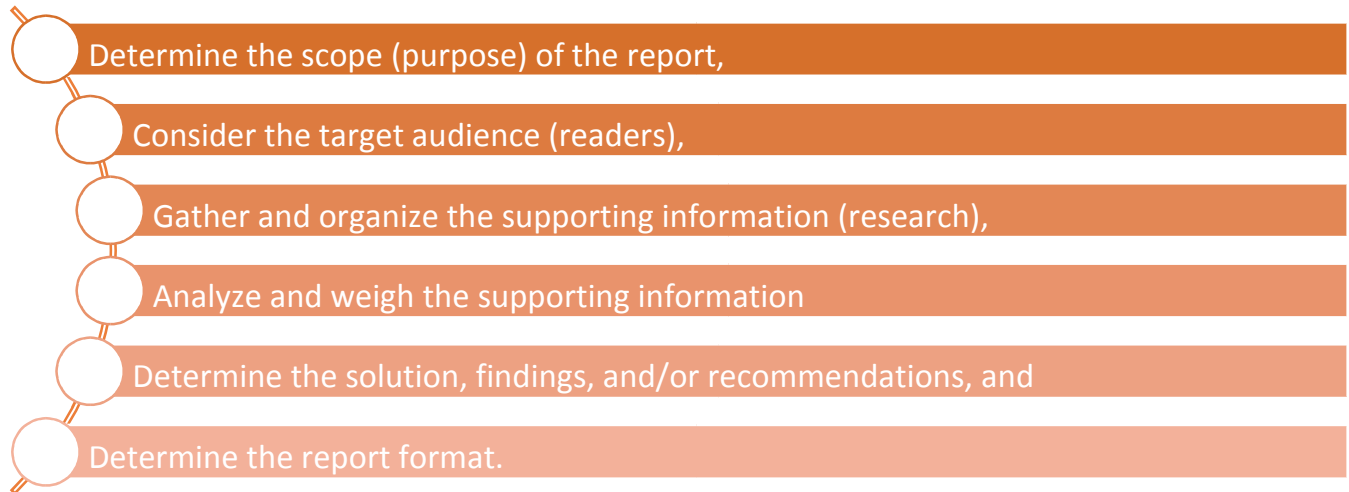 Determine the scope (purpose) of the report,
Consider the target audience (readers),
Gather and organize the supporting information (research),
Analyze and weigh the supporting information
Determine the solution, findings, and/or recommendations, and
Determine the report format.